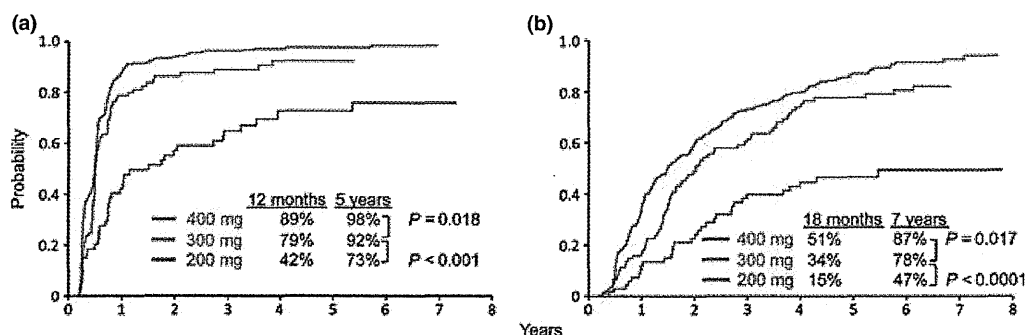 (a)
Probability
1.0
0.8
0.6
0.4
0.2
0
0 1 2 3 4 5 6 7 8
12 months 5 years
400 mg 89% 98% P = 0.018
300 mg 79% 92%
200 mg 42% 73% P < 0.001
(b)
1.0
0.8
0.6
0.4
0.2
0
0 1 2 3 4 5 6 7 8
18 months 7 years
400 mg 51% 87% P = 0.017
300 mg 34% 78%
200 mg 15% 47% P < 0.0001
Years